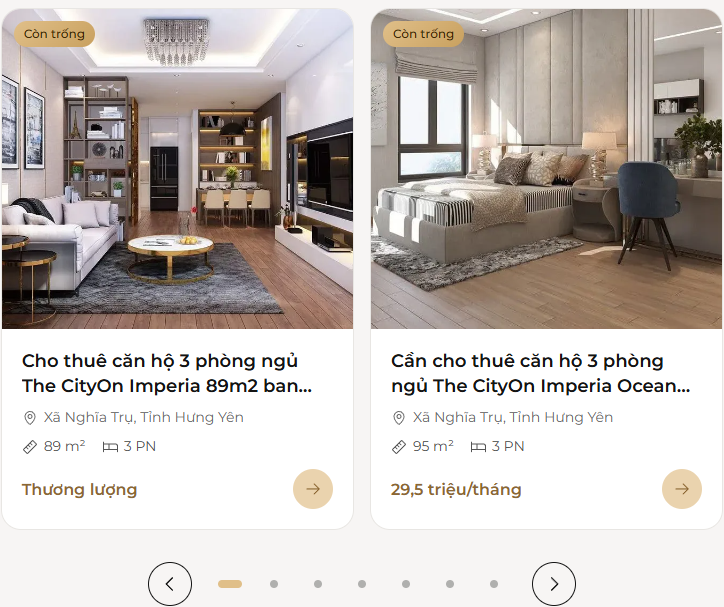 Còn trống
Cho thuê căn hộ 3 phòng ngủ
The CityOn Imperia 89m2 ban...
Xã Nghĩa Trụ, Tỉnh Hưng Yên
89 m²
3 PN
Thương lượng
Còn trống
Cần cho thuê căn hộ 3 phòng
ngủ The CityOn Imperia Ocean...
Xã Nghĩa Trụ, Tỉnh Hưng Yên
95 m²
3 PN
29,5 triệu/tháng